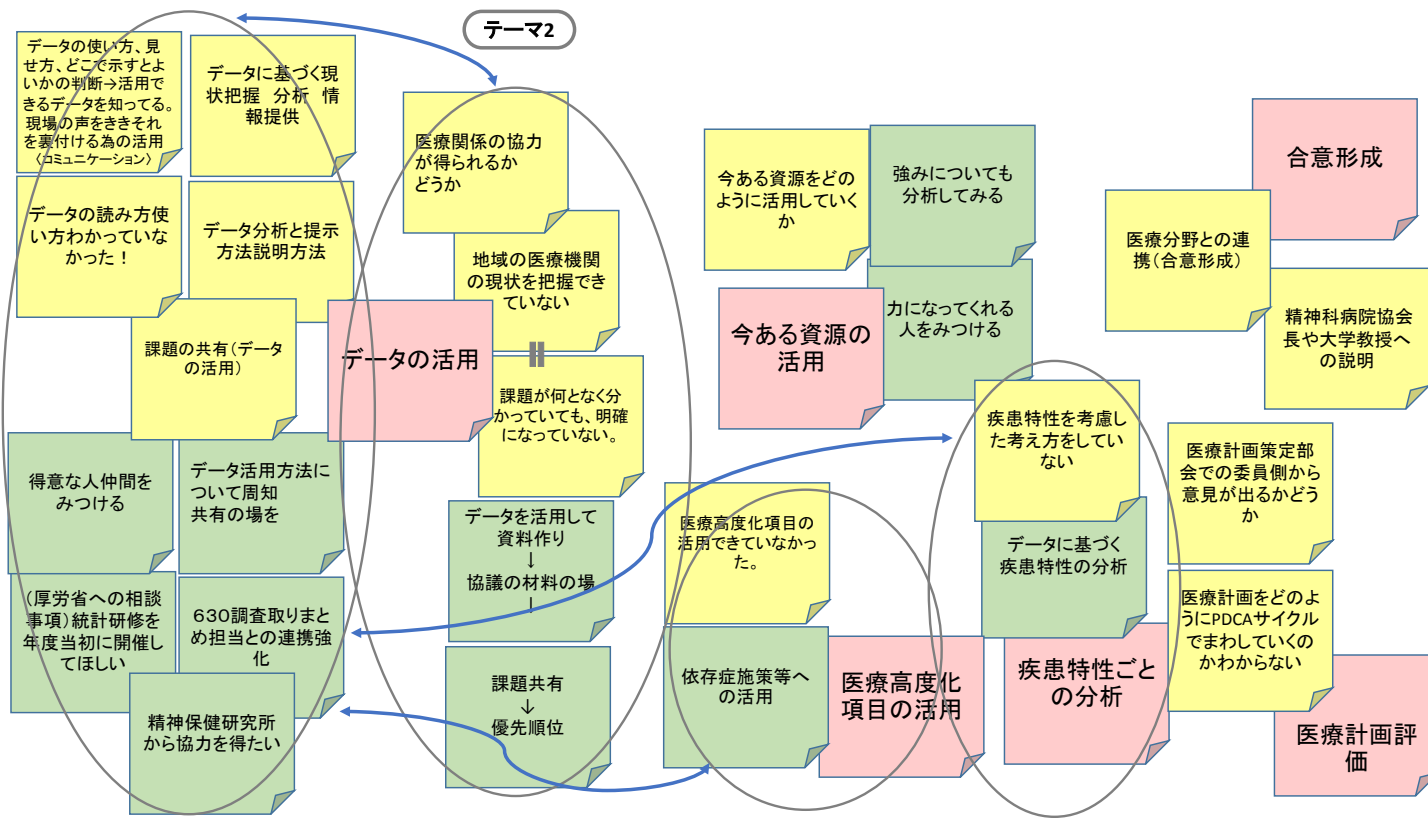 テーマ2
データの使い方、見
せ方、どこで示すとよ
いかの判断→活用で
きるデータを知ってる。
現場の声をききそれ
を裏付ける為の活用
〈コミュニケーション〉
データに基づく現
状把握 分析 情
報提供
データの読み方使
い方わかっていな
かった！
データ分析と提示
方法説明方法
課題の共有（データ
の活用）
データの活用
得意な人仲間を
みつける
データ活用方法に
ついて周知
共有の場を
（厚労省への相談
事項）統計研修を
年度当初に開催し
てほしい
630調査取りまと
め担当との連携強
化
精神保健研究所
から協力を得たい
医療関係の協力
が得られるか
どうか
地域の医療機関
の現状を把握でき
ていない
課題が何となく分
かっていても、明確
になっていない。
データを活用して
資料作り
↓
協議の材料の場
課題共有
↓
優先順位
今ある資源をどの
ように活用していく
か
強みについても
分析してみる
力になってくれる
人をみつける
今ある資源の
活用
医療高度化項目の
活用できていなかっ
た。
依存症施策等へ
の活用
医療高度化
項目の活用
疾患特性を考慮し
た考え方をしてい
ない
データに基づく
疾患特性の分析
疾患特性ごと
の分析
合意形成
医療分野との連
携（合意形成）
精神科病院協会
長や大学教授へ
の説明
医療計画策定部
会での委員側から
意見が出るかどう
か
医療計画をどのよ
うにPDCAサイクル
でまわしていくの
かわからない
医療計画評
価